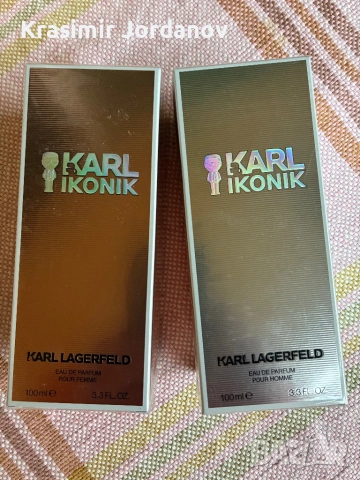 Krasimir Jordanov
KARL
IKONIK
KARL LAGERFELD
EAU DE PARFUM
POUR FEMME
100ml e 3.3 FL.OZ.
KARL
IKONIK
KARL LAGERFELD
EAU DE PARFUM
POUR HOMME
100ml e 3.3 FL.OZ.